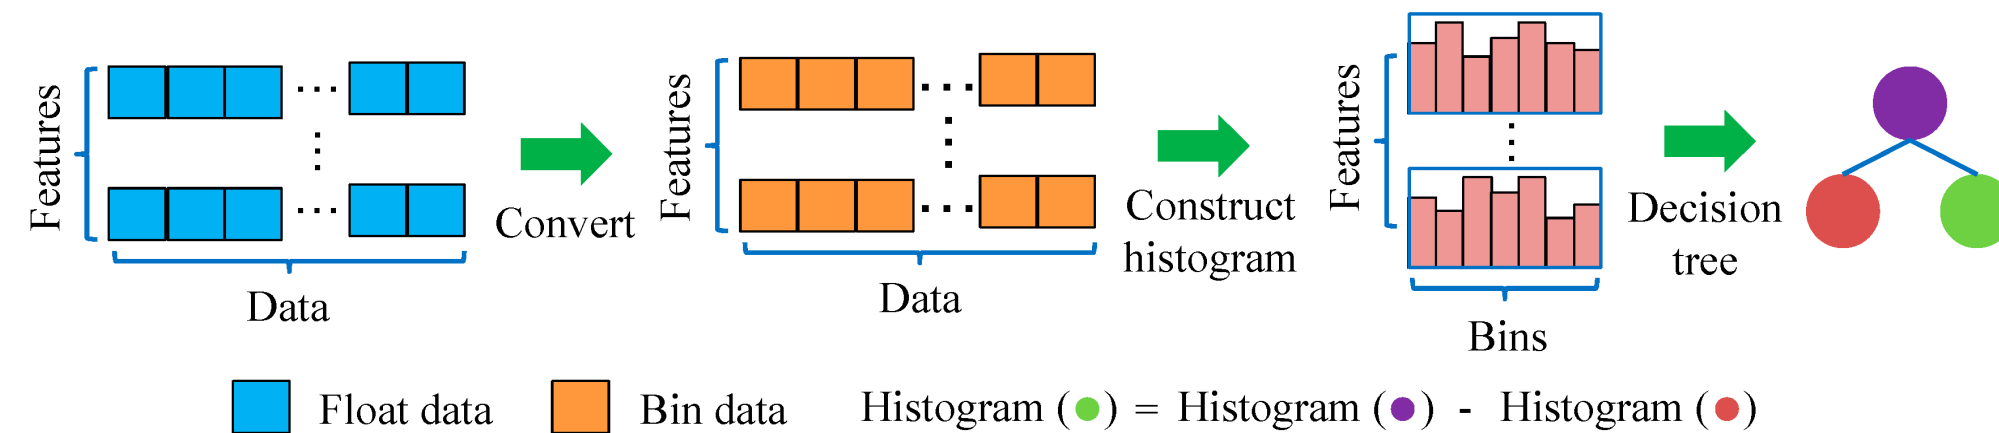 Features
Data
Convert
Features
Data
Construct
histogram
Features
Bins
Decision
tree
Float data
Bin data
Histogram ( ) = Histogram ( ) - Histogram ( )